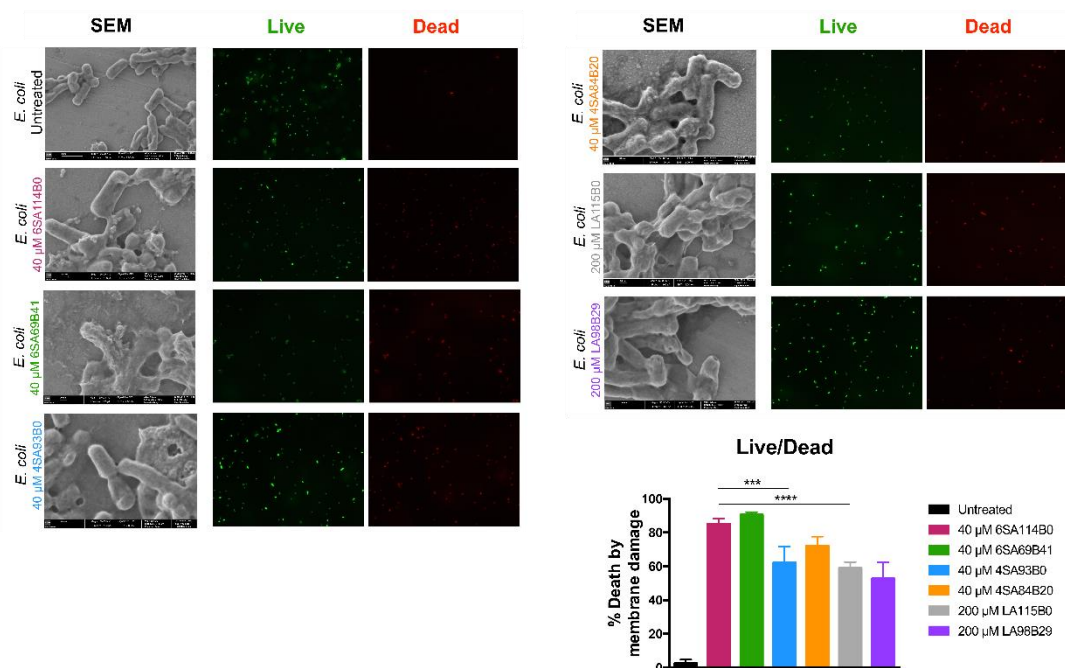 SEM Live Dead
E. coli
Untreated
E. coli
40 µM 6SA114B0
E. coli
40 µM 6SA69B41
E. coli
40 µM 4SA93B0
SEM Live Dead
E. coli
40 µM 4SA84B20
E. coli
200 µM LA115B0
E. coli
200 µM LA98B29
Live/Dead
***
****
% Death by
membrane damage
100
80
60
40
20
0
Untreated
40 µM 6SA114B0
40 µM 6SA69B41
40 µM 4SA93B0
40 µM 4SA84B20
200 µM LA115B0
200 µM LA98B29